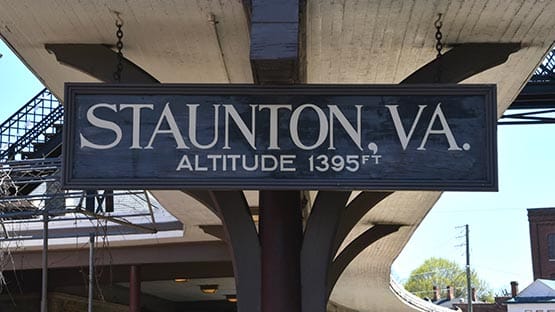 STAUNTON, VA.
ALTITUDE 1395FT